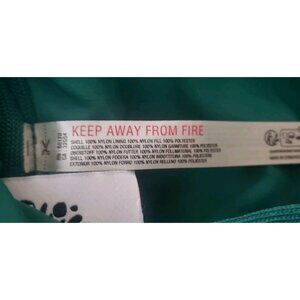 KEEP AWAY FROM FIRE
SHELL 100% NYLON LINING 100% NYLON FILL 100% POLYESTER
COQUILLE 100% NYLON DOUBLURE 100% NYLON GARNITURE 100% POLYESTER
OBERSTOFF 100% NYLON FUTTER 100% NYLON FÜLLMATERIAL 100% POLYESTER
SHELL 100% NYLON FODERA 100% NYLON IMBOTTITURA 100% POLIESTERE
EXTERIOR 100% NYLON FORRO 100% NYLON RELLENO 100% POLIESTER